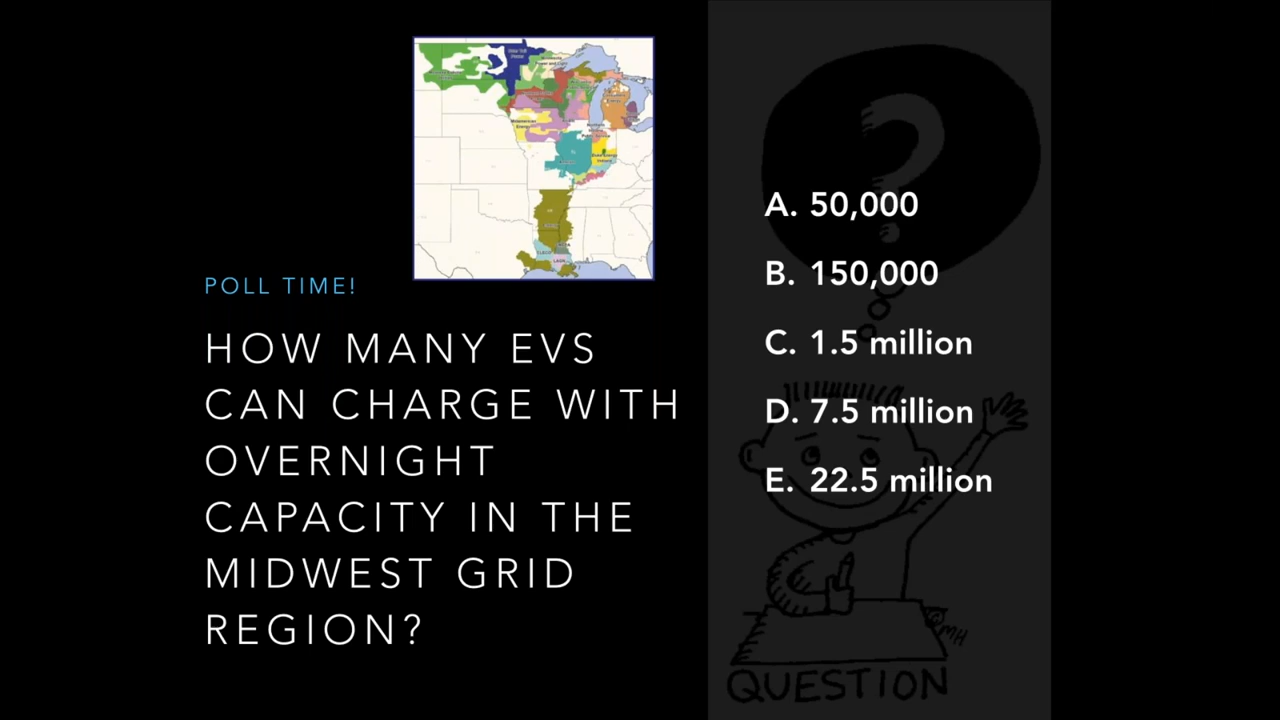 POLL TIME!
HOW MANY EVS
CAN CHARGE WITH
OVERNIGHT
CAPACITY IN THE
MIDWEST GRID
REGION?
A. 50,000
B. 150,000
C. 1.5 million
D. 7.5 million
E. 22.5 million
MH
QUESTION